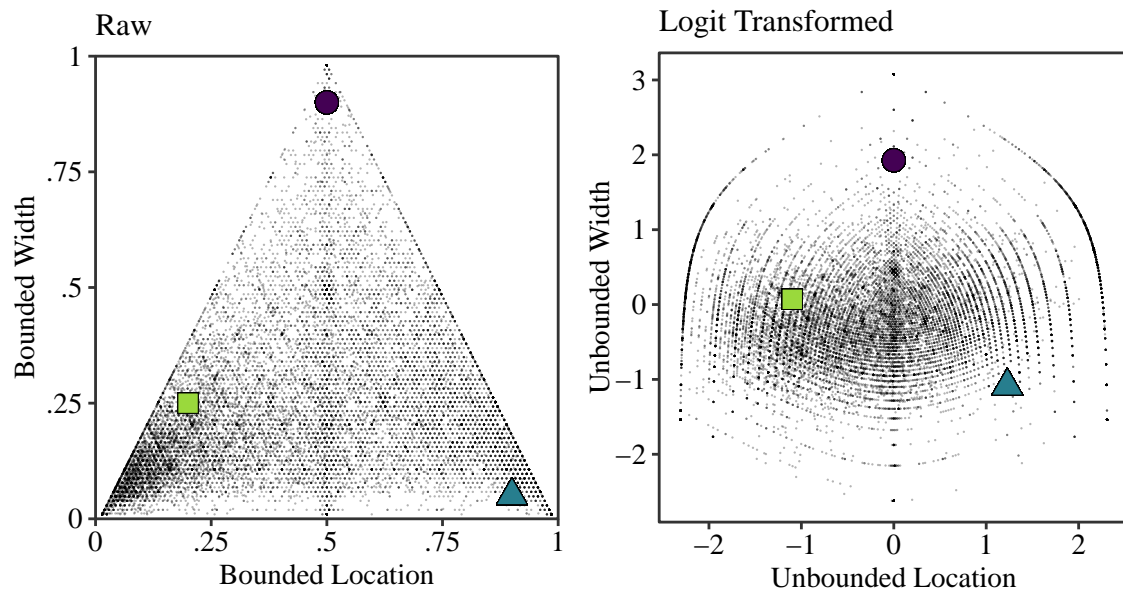 Raw
Bounded Width
1
.75
.5
.25
0
0 .25 .5 .75 1
Bounded Location
Logit Transformed
Unbounded Width
3
2
1
0
−1
−2
−2 −1 0 1 2
Unbounded Location